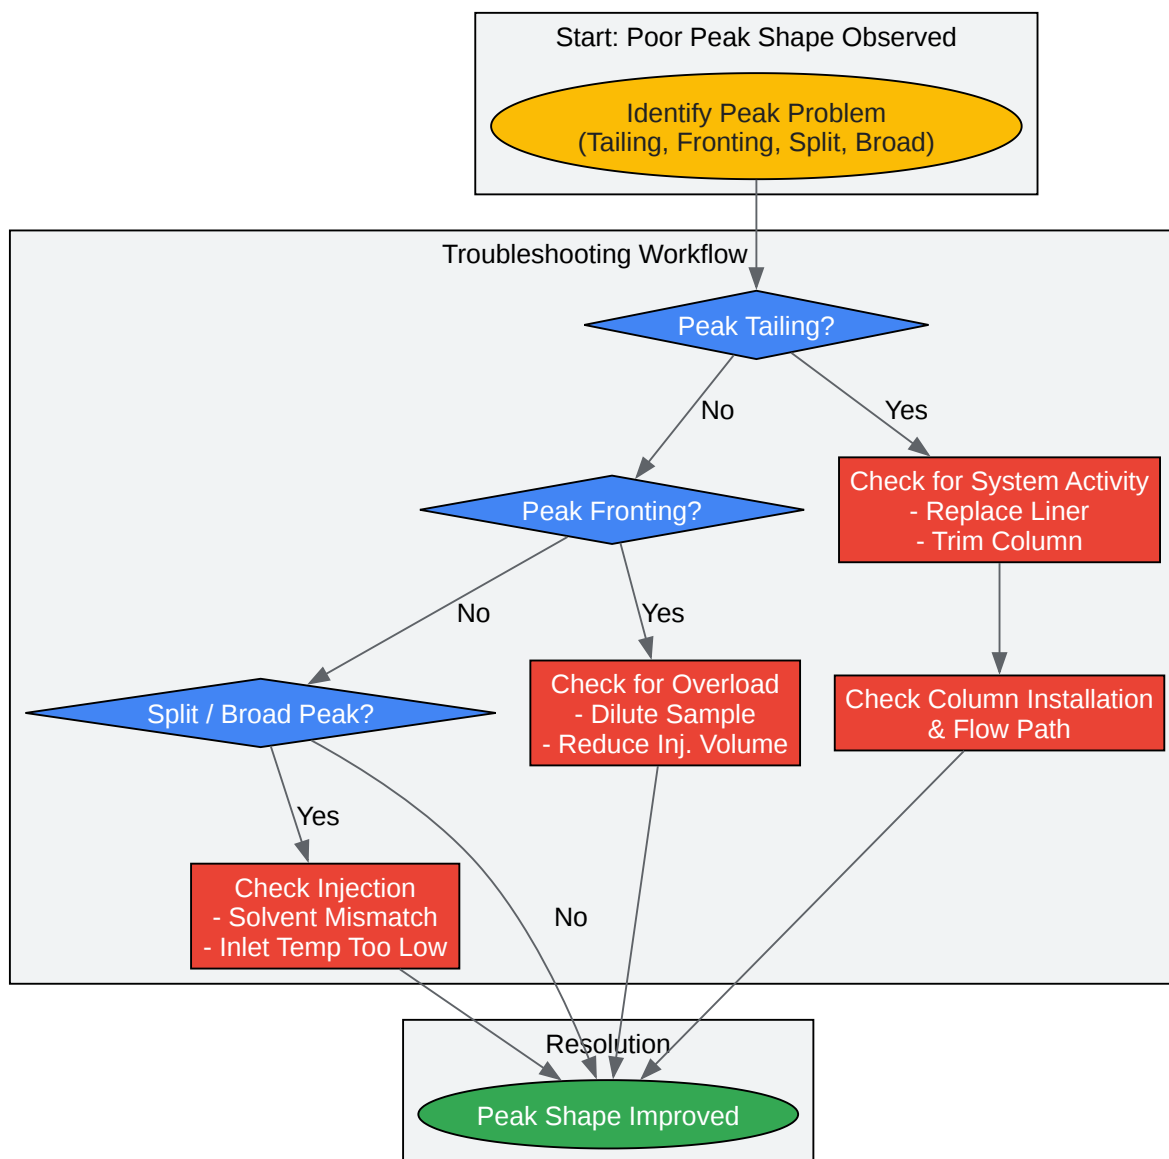 Start: Poor Peak Shape Observed
Identify Peak Problem
(Tailing, Fronting, Split, Broad)
Troubleshooting Workflow
Peak Tailing?
No
Yes
Check for System Activity
- Replace Liner
- Trim Column
Peak Fronting?
No
Yes
Check for Overload
- Dilute Sample
- Reduce Inj. Volume
Check Column Installation
& Flow Path
Split / Broad Peak?
Yes
No
Check Injection
- Solvent Mismatch
- Inlet Temp Too Low
Resolution
Peak Shape Improved